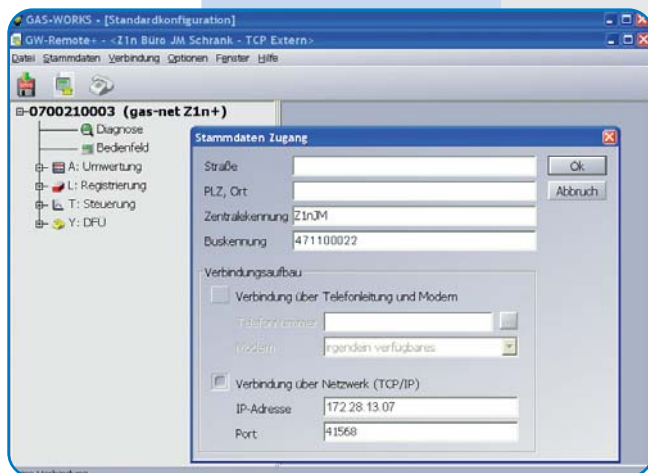 GAS-WORKS - [Standardkonfiguration]
GW-Remote+ - <Z1n Büro JM Schrank - TCP Extern>
Datei Stammdaten Verbindung Optionen Fenster Hilfe
0700210003 (gas-net Z1n+)
Diagnose
Bedienfeld
A: Umwertung
L: Registrierung
T: Steuerung
Y: DFÜ
Stammdaten Zugang
Straße
Ok
PLZ, Ort
Abbruch
Zentralekennung Z1nJM
Buskennung 471100022
Verbindungsaufbau
Verbindung über Telefonleitung und Modem
Telefonnummer ...
Modem irgendein verfügbares
Verbindung über Netzwerk (TCP/IP)
IP-Adresse 172.28.13.07
Port 41568